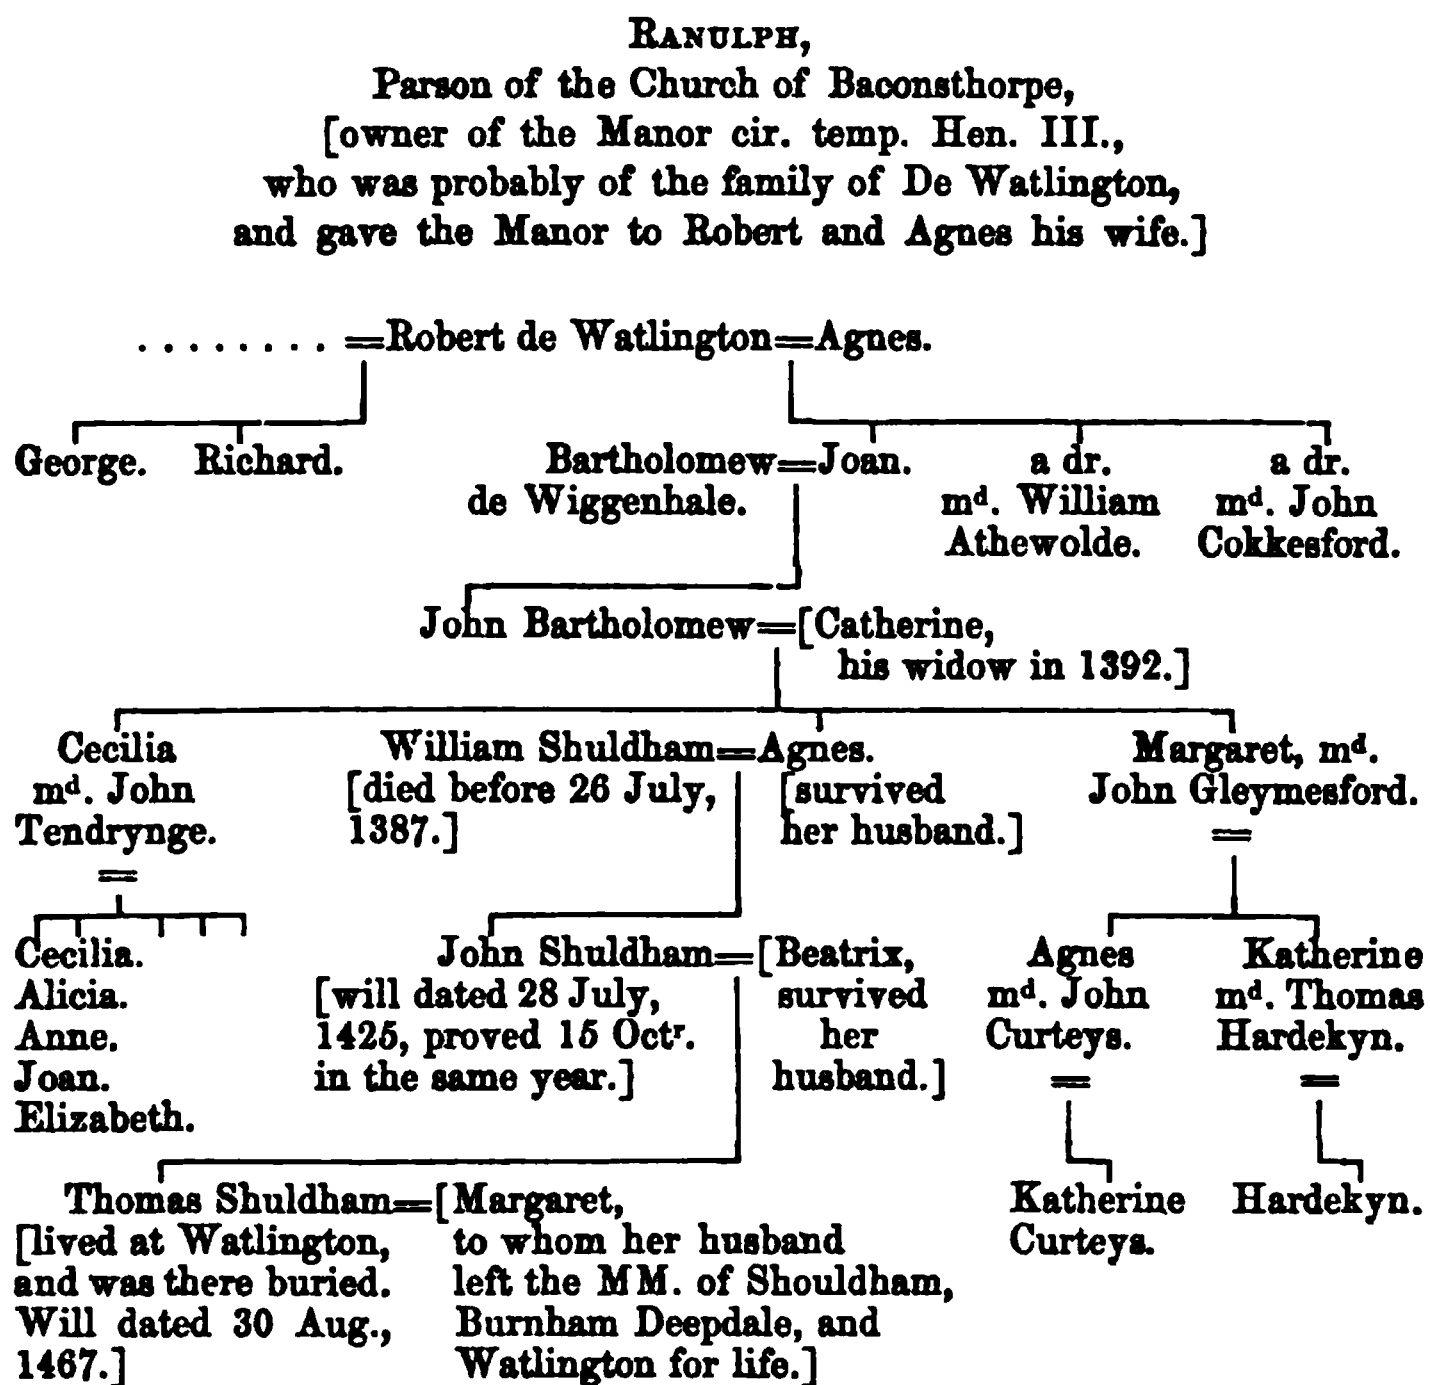 RANULPH,
Parson of the Church of Baconsthorpe,
[owner of the Manor cir. temp. Hen. III.,
who was probably of the family of De Watlington,
and gave the Manor to Robert and Agnes his wife.]
. . . . . . . . =Robert de Watlington=Agnes.
George. Richard. Bartholomew=Joan. a dr. a dr.
de Wiggenhale. mᵈ. William mᵈ. John
Athewolde. Cokkesford.
John Bartholomew=[Catherine,
his widow in 1392.]
Cecilia William Shuldham=Agnes. Margaret, mᵈ.
mᵈ. John [died before 26 July, [survived John Gleymesford.
Tendrynge. 1387.] her husband.] =
=
Cecilia. John Shuldham=[Beatrix, Agnes Katherine
Alicia. [will dated 28 July, survived mᵈ. John mᵈ. Thomas
Anne. 1425, proved 15 Octʳ. her Curteys. Hardekyn.
Joan. in the same year.] husband.] = =
Elizabeth.
Thomas Shuldham=[Margaret, Katherine Hardekyn.
[lived at Watlington, to whom her husband Curteys.
and was there buried. left the MM. of Shouldham,
Will dated 30 Aug., Burnham Deepdale, and
1467.] Watlington for life.]